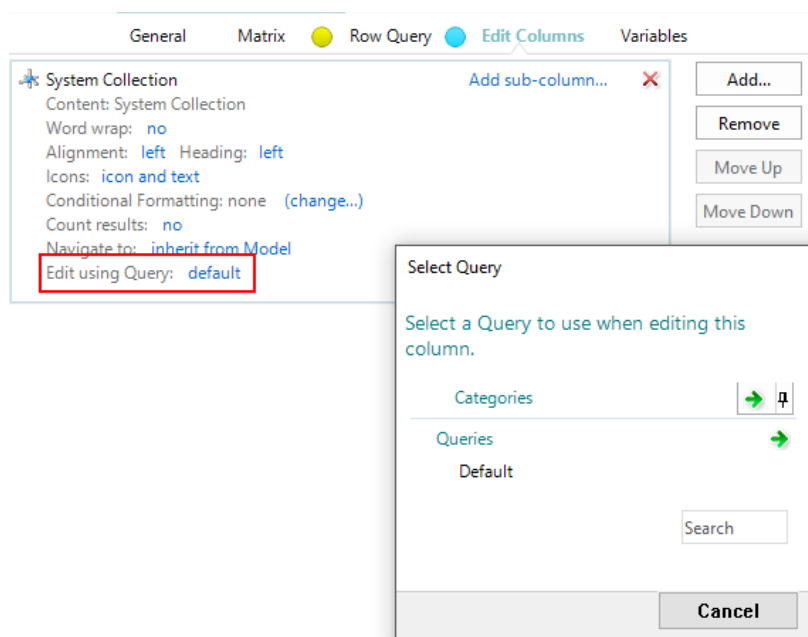 General Matrix Row Query Edit Columns Variables
System Collection Add sub-column...
Content: System Collection
Word wrap: no
Alignment: left Heading: left
Icons: icon and text
Conditional Formatting: none (change...)
Count results: no
Navigate to: inherit from Model
Edit using Query: default
Add...
Remove
Move Up
Move Down
Select Query
Select a Query to use when editing this
column.
Categories
Queries
Default
Search
Cancel